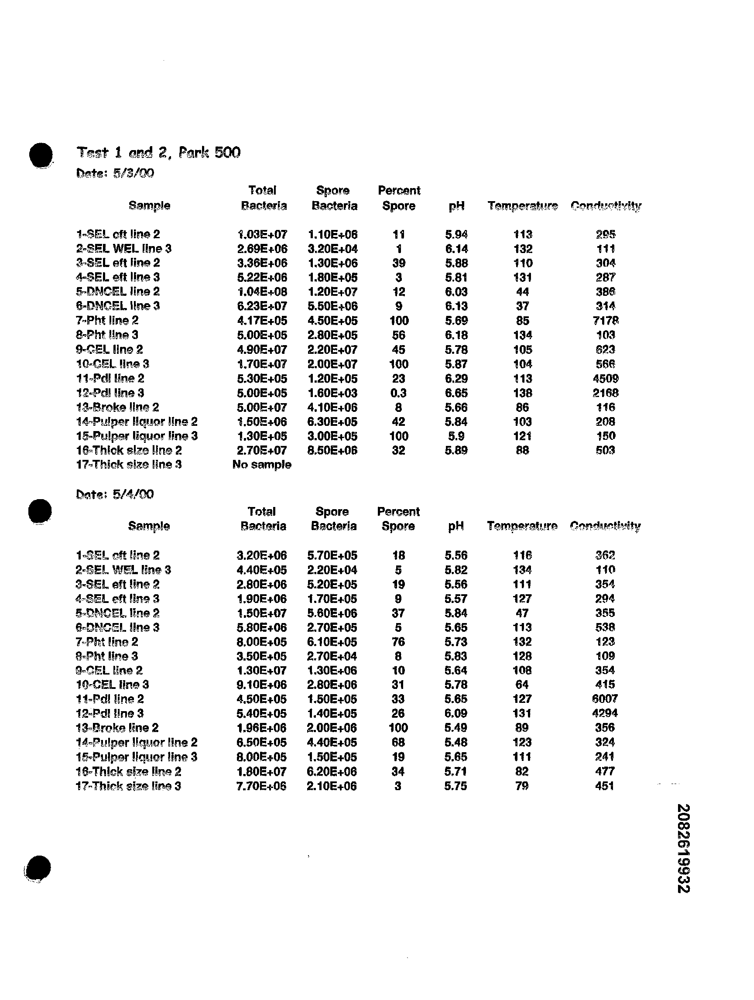 Test 1 and 2, Park 500
Date: 5/3/00
Total Spore Percent
Sample Bacteria Bacteria Spore pH Temperature Conductivity
1-SEL cft line 2 1.03E+07 1.10E+06 11 5.94 113 295
2-SEL WEL line 3 2.69E+06 3.20E+04 1 6.14 132 111
3-SEL eft line 2 3.36E+06 1.30E+06 39 5.88 110 304
4-SEL eft line 3 5.22E+06 1.80E+05 3 5.81 131 287
5-DNCEL line 2 1.04E+08 1.20E+07 12 6.03 44 386
6-DNCEL line 3 6.23E+07 5.50E+06 9 6.13 37 314
7-Pht line 2 4.17E+05 4.50E+05 100 5.69 85 7178
8-Pht line 3 5.00E+05 2.80E+05 56 6.18 134 103
9-CEL line 2 4.90E+07 2.20E+07 45 5.78 105 623
10-CEL line 3 1.70E+07 2.00E+07 100 5.87 104 566
11-Pdl line 2 5.30E+05 1.20E+05 23 6.29 113 4509
12-Pdl line 3 5.00E+05 1.60E+03 0.3 6.65 138 2168
13-Broke line 2 5.00E+07 4.10E+06 8 5.66 86 116
14-Pulper liquor line 2 1.50E+06 6.30E+05 42 5.84 103 208
15-Pulper liquor line 3 1.30E+05 3.00E+05 100 5.9 121 150
16-Thick size line 2 2.70E+07 8.50E+06 32 5.89 88 503
17-Thick size line 3 No sample
Date: 5/4/00
Total Spore Percent
Sample Bacteria Bacteria Spore pH Temperature Conductivity
1-SEL cft line 2 3.20E+06 5.70E+05 18 5.56 116 362
2-SEL WEL line 3 4.40E+05 2.20E+04 5 5.82 134 110
3-SEL eft line 2 2.80E+06 5.20E+05 19 5.56 111 354
4-SEL eft line 3 1.90E+06 1.70E+05 9 5.57 127 294
5-DNCEL line 2 1.50E+07 5.60E+06 37 5.84 47 355
6-DNCEL line 3 5.80E+06 2.70E+05 5 5.65 113 538
7-Pht line 2 8.00E+05 6.10E+05 76 5.73 132 123
8-Pht line 3 3.50E+05 2.70E+04 8 5.83 128 109
9-CEL line 2 1.30E+07 1.30E+06 10 5.64 108 354
10-CEL line 3 9.10E+06 2.80E+06 31 5.78 64 415
11-Pdl line 2 4.50E+05 1.50E+05 33 5.65 127 6007
12-Pdl line 3 5.40E+05 1.40E+05 26 6.09 131 4294
13-Broke line 2 1.96E+06 2.00E+06 100 5.49 89 356
14-Pulper liquor line 2 6.50E+05 4.40E+05 68 5.48 123 324
15-Pulper liquor line 3 8.00E+05 1.50E+05 19 5.65 111 241
16-Thick size line 2 1.80E+07 6.20E+06 34 5.71 82 477
17-Thick size line 3 7.70E+06 2.10E+06 3 5.75 79 451
2082619932